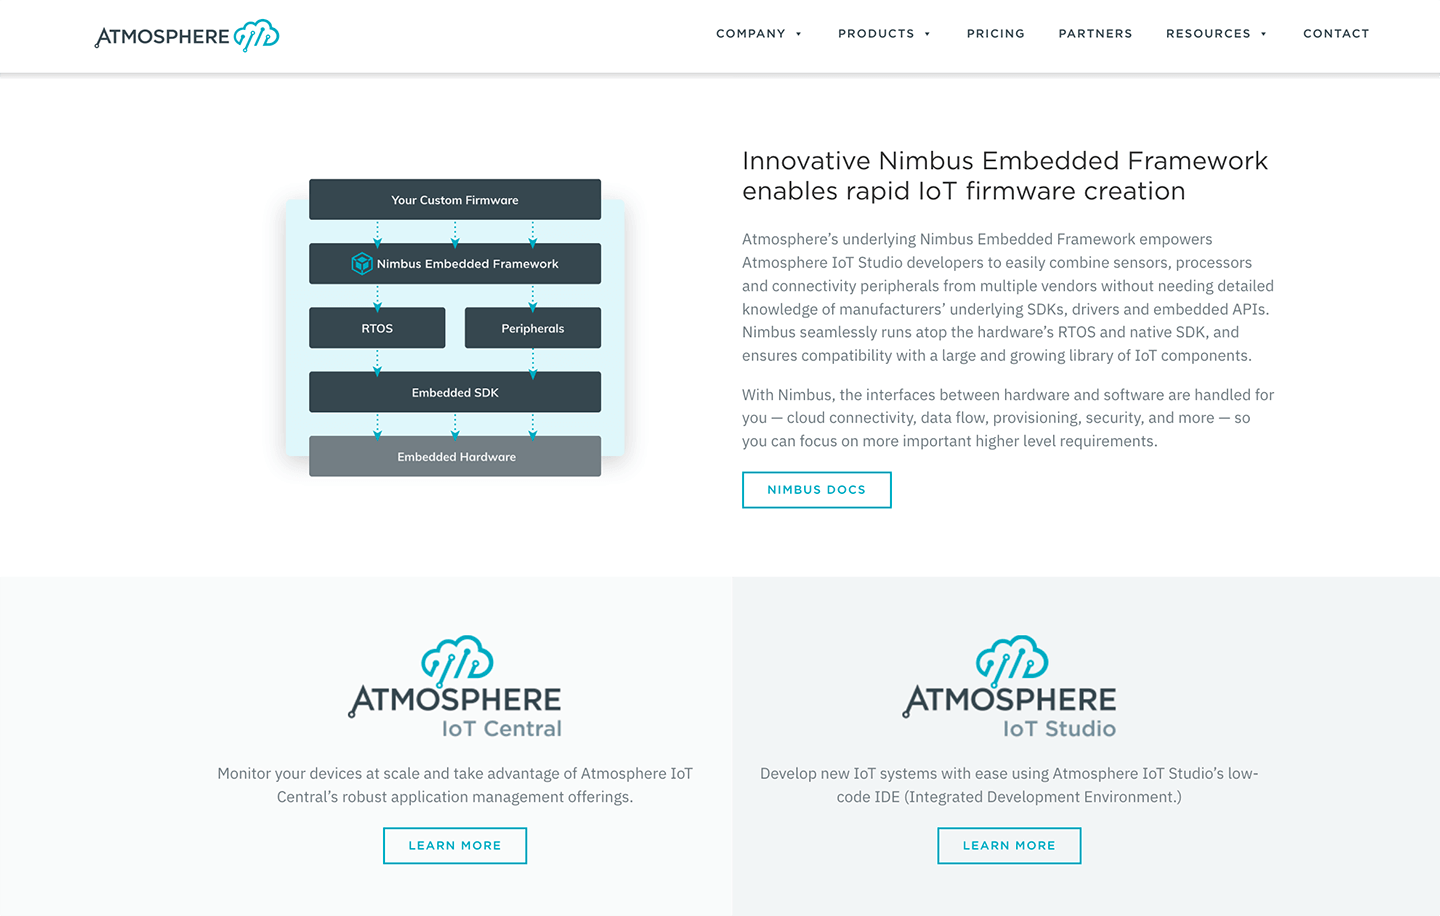 ATMOSPHERE
COMPANY ▾ PRODUCTS ▾ PRICING PARTNERS RESOURCES ▾ CONTACT
Your Custom Firmware
Nimbus Embedded Framework
RTOS
Peripherals
Embedded SDK
Embedded Hardware
Innovative Nimbus Embedded Framework
enables rapid IoT firmware creation
Atmosphere’s underlying Nimbus Embedded Framework empowers
Atmosphere IoT Studio developers to easily combine sensors, processors
and connectivity peripherals from multiple vendors without needing detailed
knowledge of manufacturers’ underlying SDKs, drivers and embedded APIs.
Nimbus seamlessly runs atop the hardware’s RTOS and native SDK, and
ensures compatibility with a large and growing library of IoT components.
With Nimbus, the interfaces between hardware and software are handled for
you — cloud connectivity, data flow, provisioning, security, and more — so
you can focus on more important higher level requirements.
NIMBUS DOCS
ATMOSPHERE
IoT Central
Monitor your devices at scale and take advantage of Atmosphere IoT
Central’s robust application management offerings.
LEARN MORE
ATMOSPHERE
IoT Studio
Develop new IoT systems with ease using Atmosphere IoT Studio’s low-
code IDE (Integrated Development Environment.)
LEARN MORE